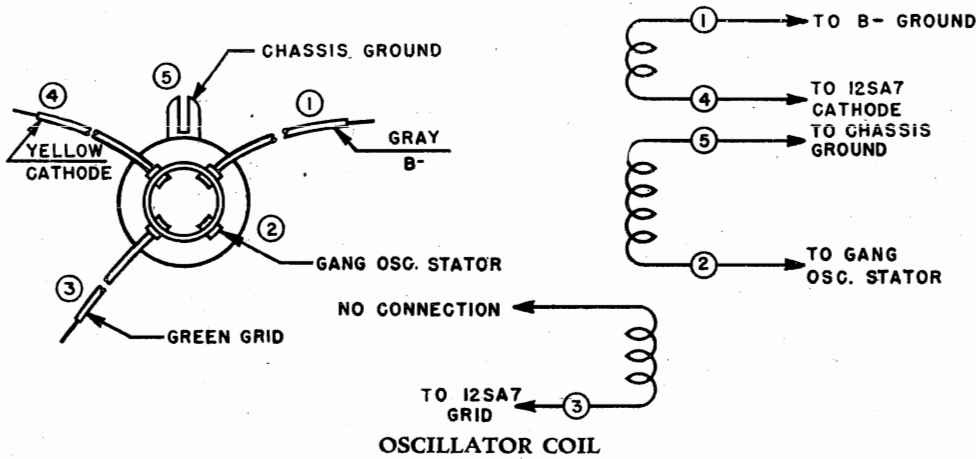 CHASSIS GROUND
5
4
1
YELLOW
CATHODE
GRAY
B-
2
GANG OSC. STATOR
3
GREEN GRID
1
TO B- GROUND
4
TO 12SA7
CATHODE
5
TO CHASSIS
GROUND
2
TO GANG
OSC. STATOR
NO CONNECTION
TO 12SA7
GRID
3
OSCILLATOR COIL